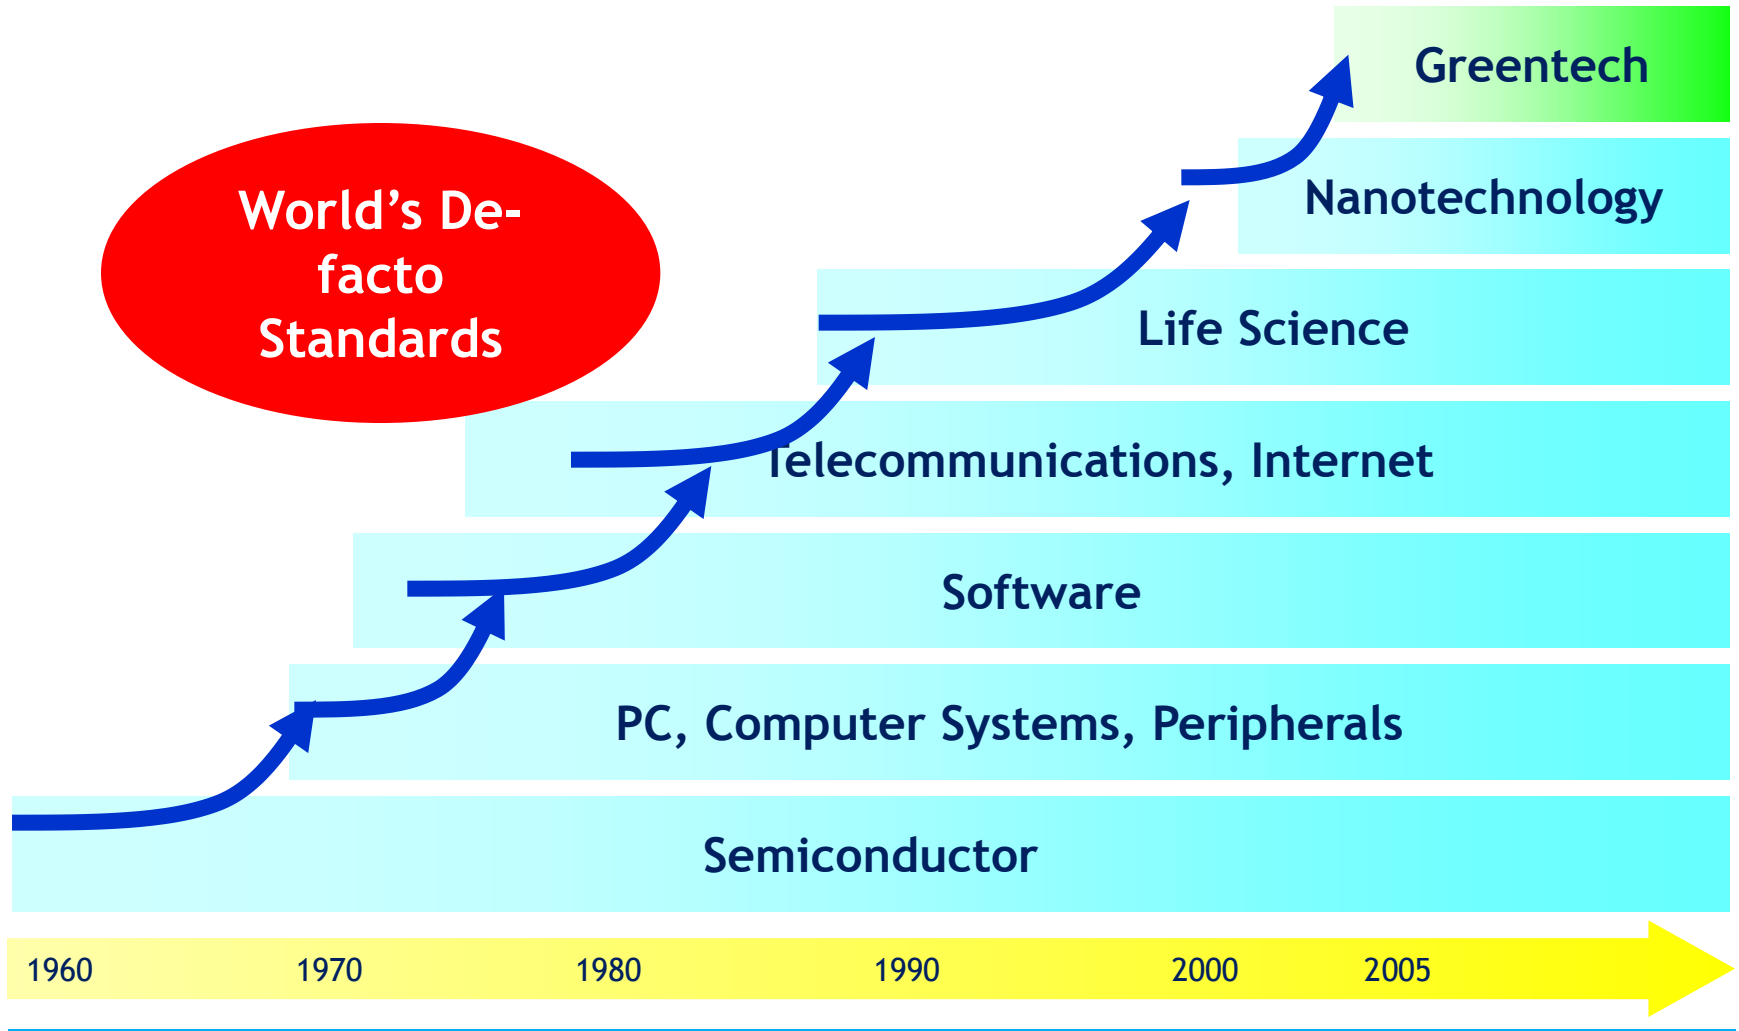 Greentech
Nanotechnology
World’s De-
facto
Standards
Life Science
Telecommunications, Internet
Software
PC, Computer Systems, Peripherals
Semiconductor
1960 1970 1980 1990 2000 2005